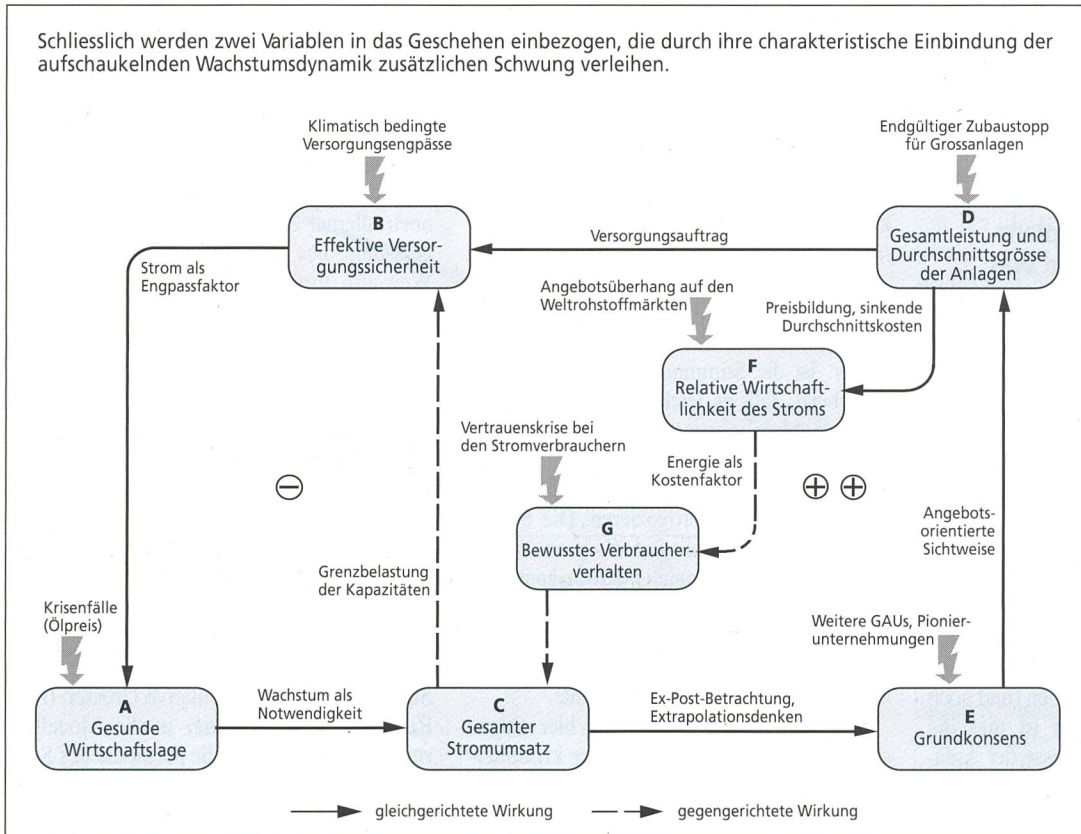 Schliesslich werden zwei Variablen in das Geschehen einbezogen, die durch ihre charakteristische Einbindung der
aufschaukelnden Wachstumsdynamik zusätzlichen Schwung verleihen.
Klimatisch bedingte
Versorgungsengpässe
Endgültiger Zubaustopp
für Grossanlagen
B
Effektive Versor-
gungssicherheit
Versorgungsauftrag
D
Gesamtleistung und
Durchschnittsgrösse
der Anlagen
Strom als
Engpassfaktor
Angebotsüberhang auf den
Weltrohstoffmärkten
Preisbildung, sinkende
Durchschnittskosten
F
Relative Wirtschaft-
lichkeit des Stroms
Vertrauenskrise bei
den Stromverbrauchern
Energie als
Kostenfaktor
G
Bewusstes Verbraucher-
verhalten
Angebots-
orientierte
Sichtweise
Grenzbelastung
der Kapazitäten
Krisenfälle
(Ölpreis)
Weitere GAUs, Pionier-
unternehmungen
A
Gesunde
Wirtschaftslage
Wachstum als
Notwendigkeit
C
Gesamter
Stromumsatz
Ex-Post-Betrachtung,
Extrapolationsdenken
E
Grundkonsens
gleichgerichtete Wirkung
gegengerichtete Wirkung